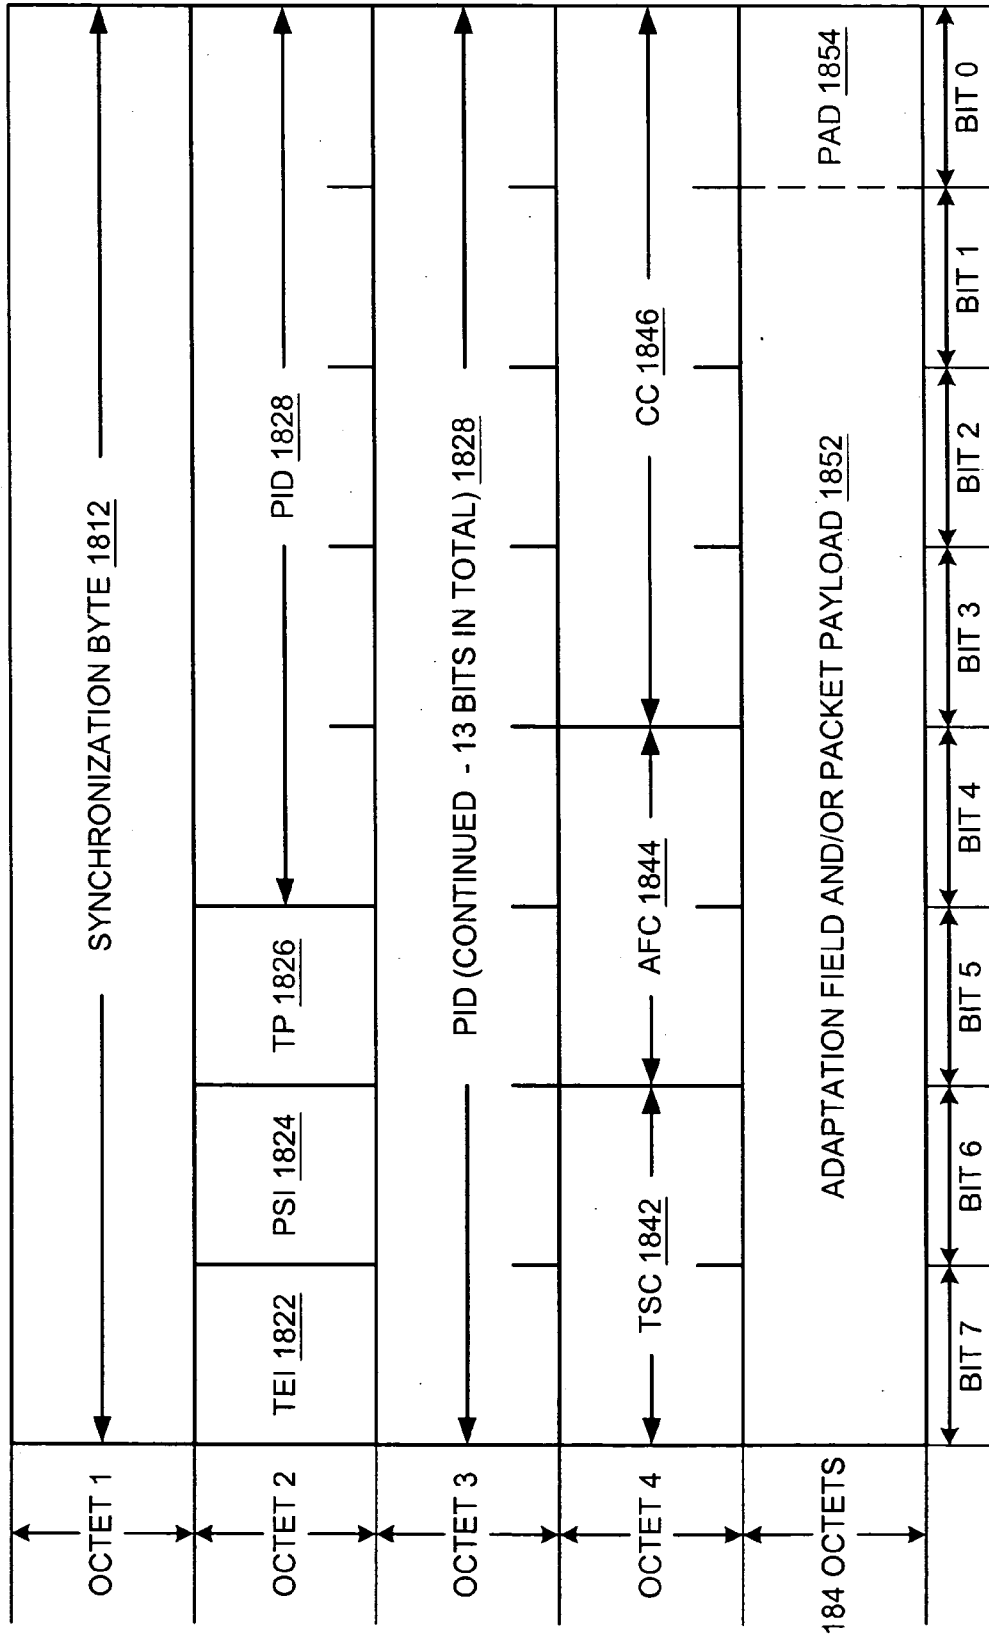 OCTET 1
SYNCHRONIZATION BYTE 1812
OCTET 2
TEI 1822
PSI 1824
TP 1826
PID 1828
OCTET 3
PID (CONTINUED - 13 BITS IN TOTAL) 1828
OCTET 4
TSC 1842
AFC 1844
CC 1846
184 OCTETS
ADAPTATION FIELD AND/OR PACKET PAYLOAD 1852
PAD 1854
BIT 7
BIT 6
BIT 5
BIT 4
BIT 3
BIT 2
BIT 1
BIT 0